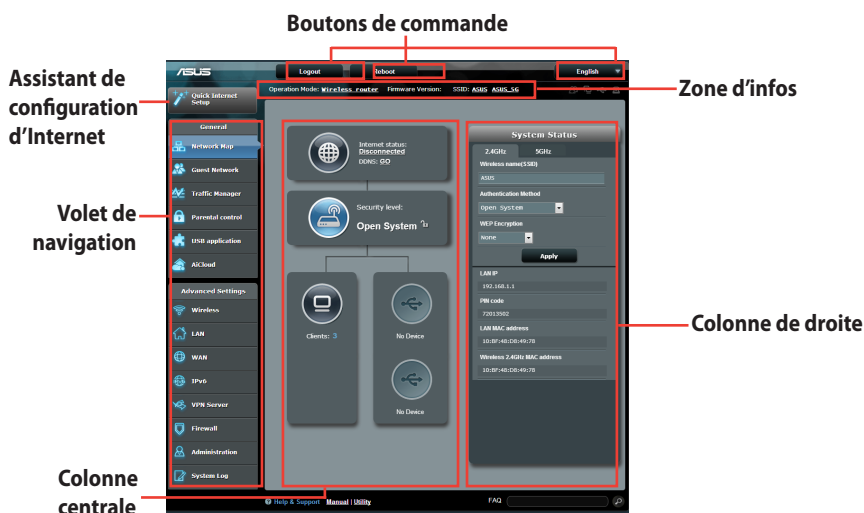 Boutons de commande
Assistant de
configuration
d'Internet
Zone d'infos
Volet de
navigation
Colonne de droite
Colonne
centrale
ASUS
Logout
Reboot
English
Quick Internet
Setup
Operation Mode: Wireless router Firmware Version: SSID: ASUS ASUS_5G
General
Network Map
Guest Network
Traffic Manager
Parental control
USB application
AiCloud
Advanced Settings
Wireless
LAN
WAN
IPv6
VPN Server
Firewall
Administration
System Log
Internet status:
Disconnected
DDNS: GO
Security level:
Open System
Clients: 3
No Device
No Device
System Status
2.4GHz 5GHz
Wireless name(SSID)
ASUS
Authentication Method
Open System
WEP Encryption
None
Apply
LAN IP
192.168.1.1
PIN code
72013502
LAN MAC address
10:BF:48:D8:49:78
Wireless 2.4GHz MAC address
10:BF:48:D8:49:78
Help & Support Manual | Utility
FAQ